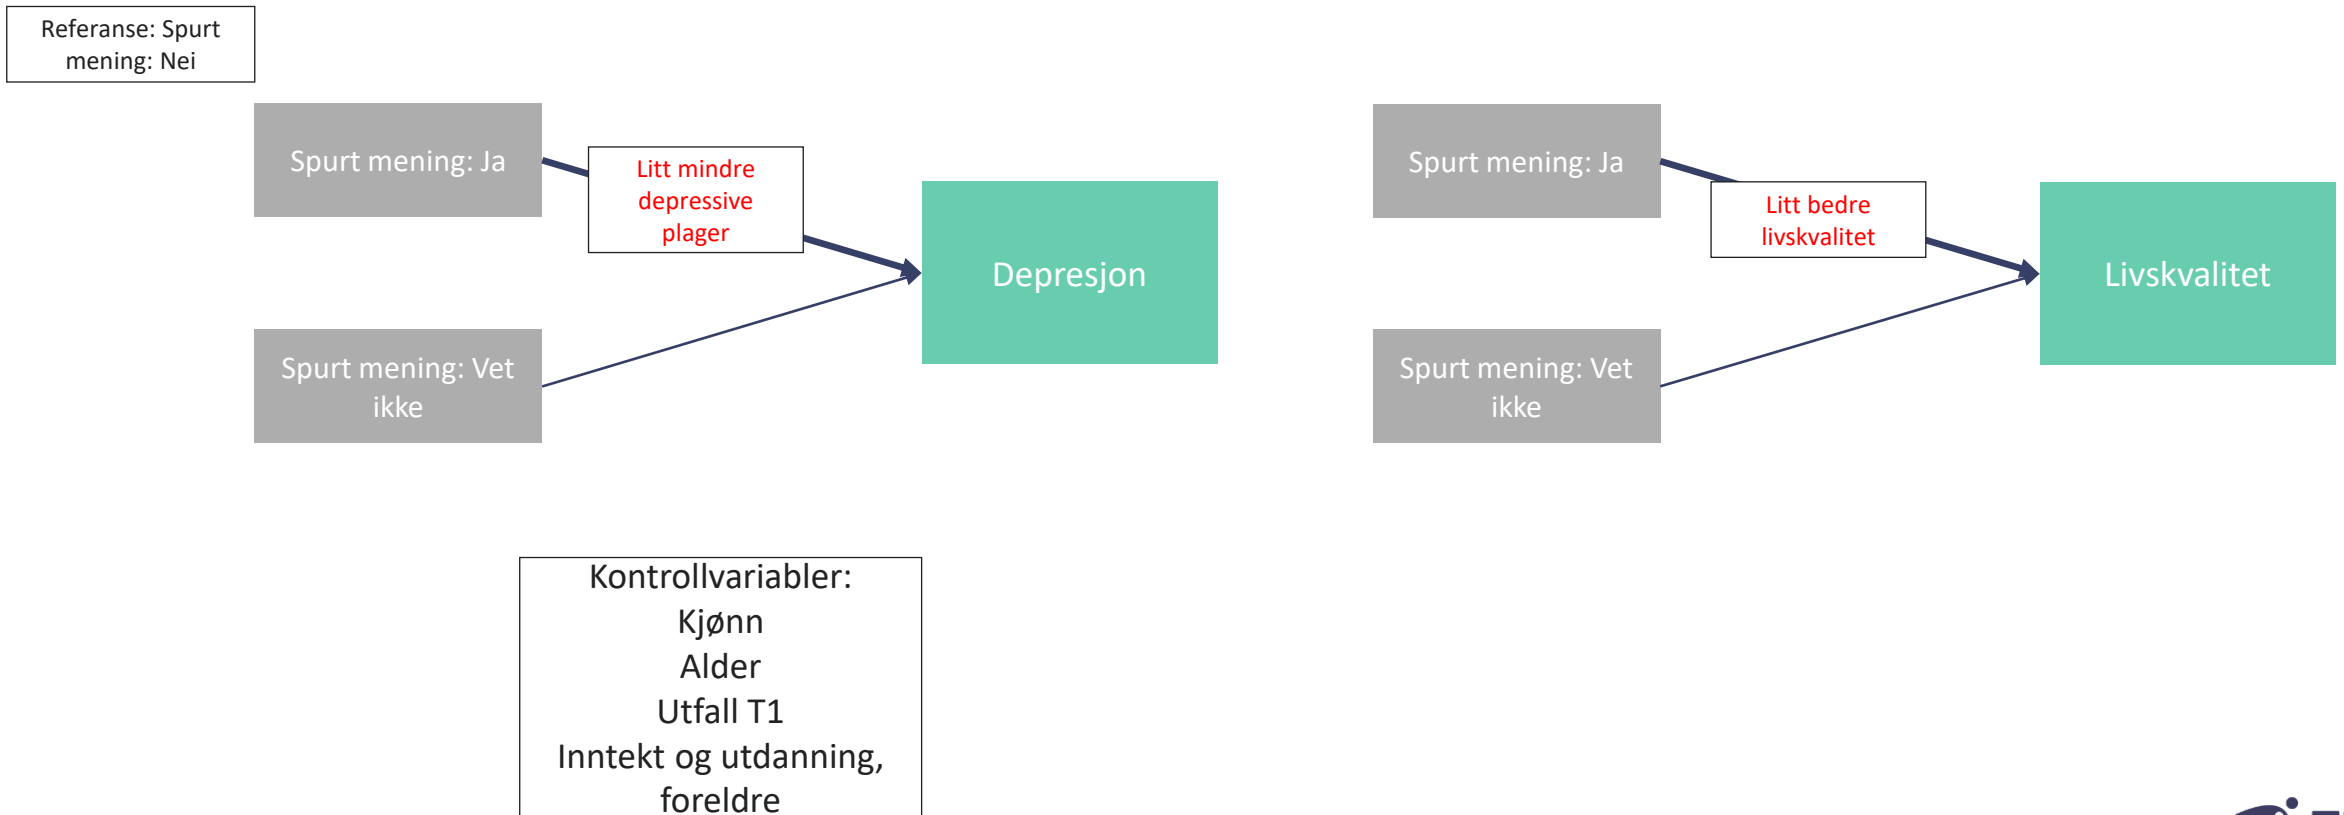 Referanse: Spurt
mening: Nei
Spurt mening: Ja
Litt mindre
depressive
plager
Depresjon
Spurt mening: Vet
ikke
Spurt mening: Ja
Litt bedre
livskvalitet
Livskvalitet
Spurt mening: Vet
ikke
Kontrollvariabler:
Kjønn
Alder
Utfall T1
Inntekt og utdanning,
foreldre